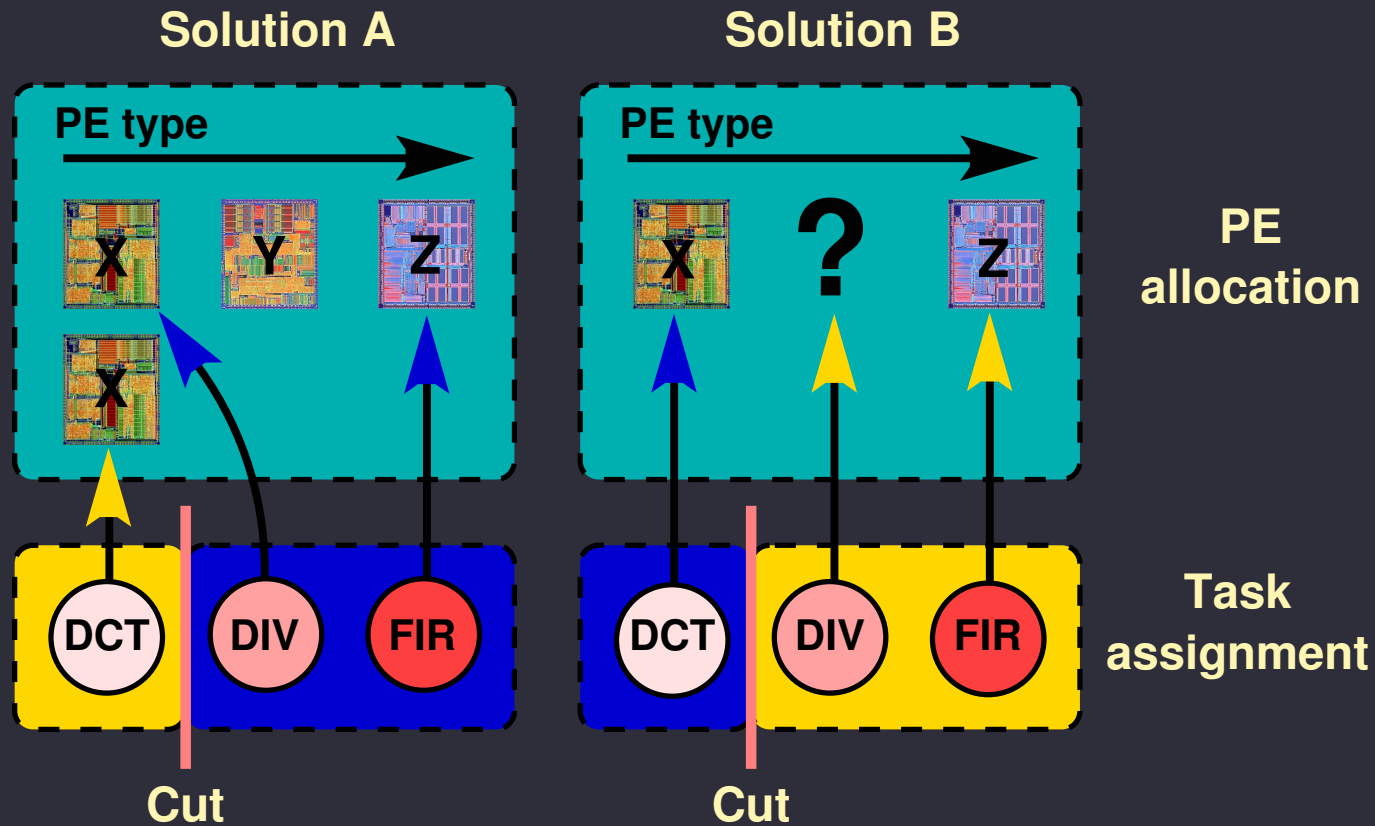 Solution A
Solution B
PE type
PE type
X
Y
Z
X
?
Z
PE
allocation
X
DCT
DIV
FIR
DCT
DIV
FIR
Task
assignment
Cut
Cut